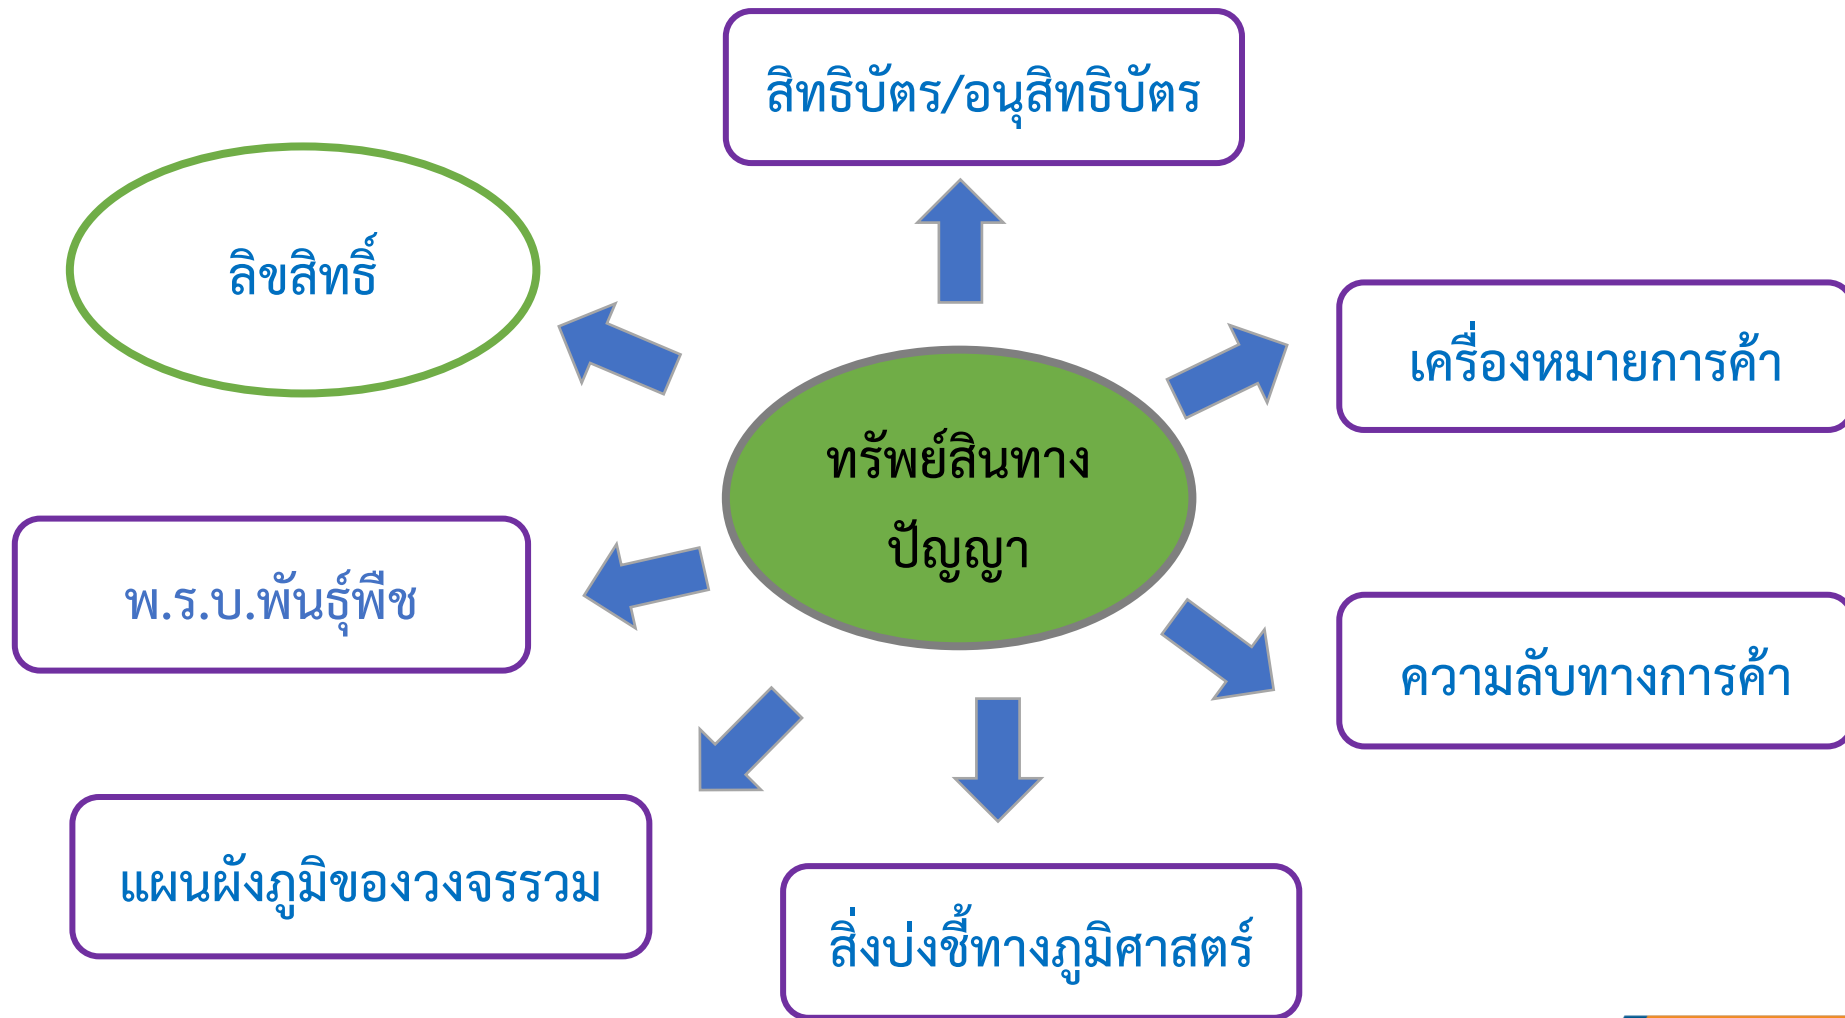 สิทธิบัตร/อนุสิทธิบัตร
ลิขสิทธิ์
เครื่องหมายการค้า
ทรัพย์สินทาง
ปัญญา
พ.ร.บ.พันธุ์พืช
ความลับทางการค้า
แผนผังภูมิของวงจรรวม
สิ่งบ่งชี้ทางภูมิศาสตร์